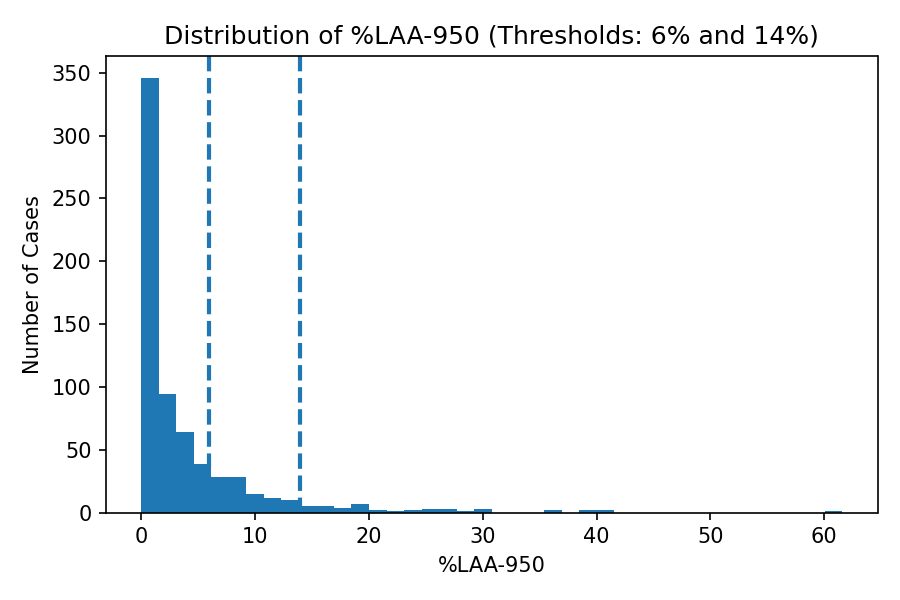 Distribution of %LAA-950 (Thresholds: 6% and 14%)
350
300
250
200
150
100
50
0
Number of Cases
0 10 20 30 40 50 60
%LAA-950